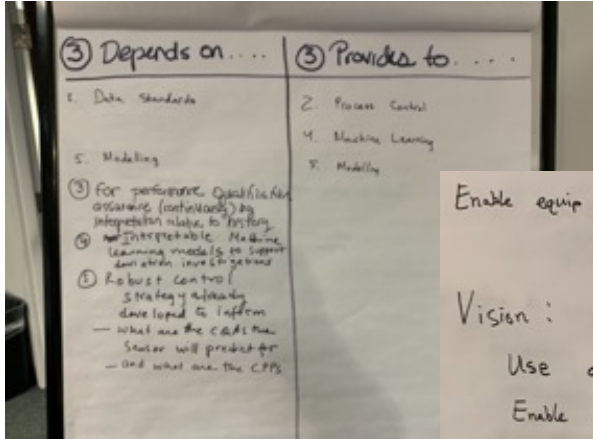 ③ Depends on....
1. Data Standards
5. Modelling
③ for performance Qualification
assurance (continuously) by
interpretation relative to history
④ Interpretable Machine
learning models to support
deviation investigations
Robust control
strategy already
developed to inform
— what are the CQAs the
sensor will predict for
— and what are the CPPs
③ Provides to.....
2. Process Control
4. Machine Learning
5. Modelling
Enable equip
Vision :
Use
Enable